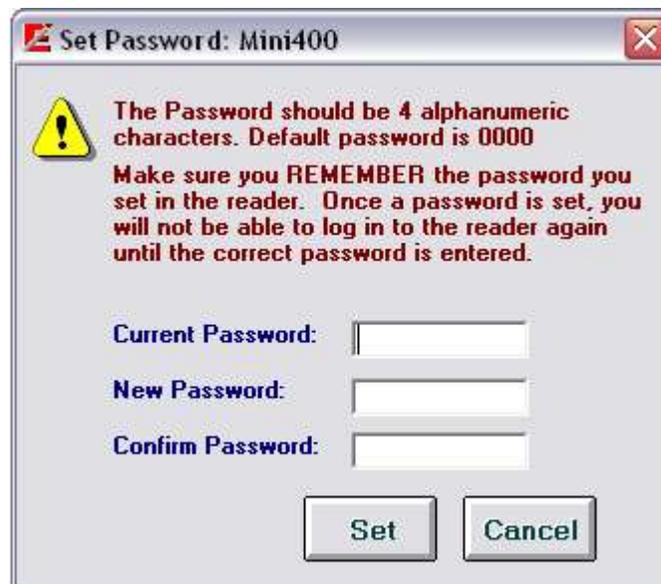 Set Password: Mini400
The Password should be 4 alphanumeric
characters. Default password is 0000
Make sure you REMEMBER the password you
set in the reader. Once a password is set, you
will not be able to log in to the reader again
until the correct password is entered.
Current Password:
New Password:
Confirm Password:
Set Cancel